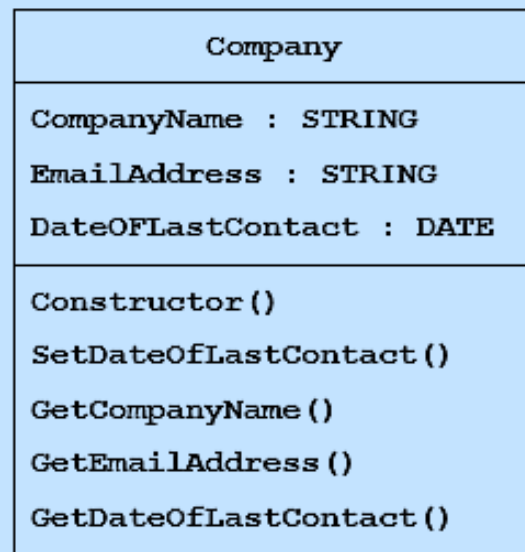 Company
CompanyName : STRING
EmailAddress : STRING
DateOFLastContact : DATE
Constructor()
SetDateOfLastContact()
GetCompanyName()
GetEmailAddress()
GetDateOfLastContact()